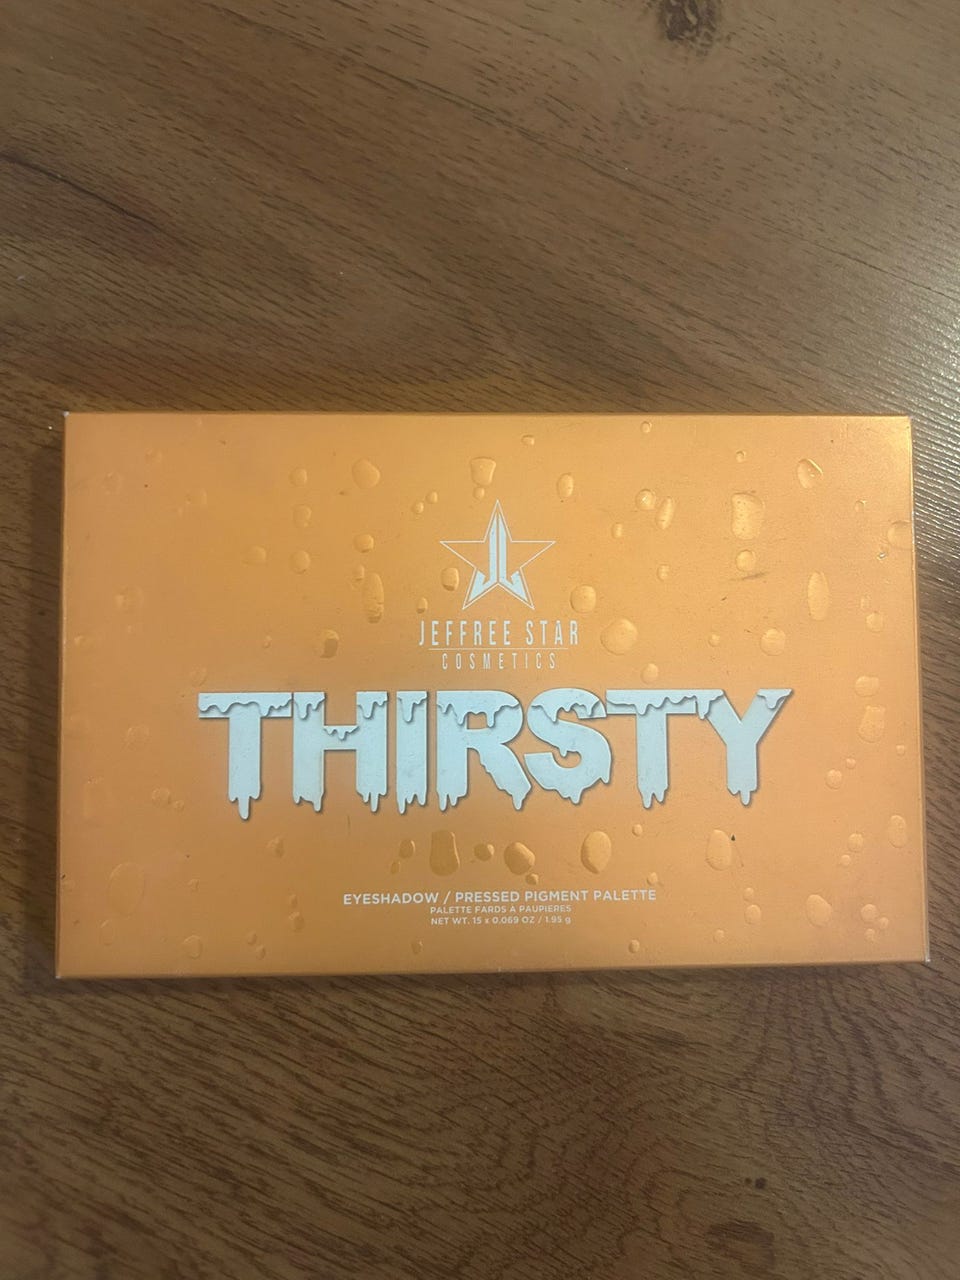 JEFFREE STAR
COSMETICS
THIRSTY
EYESHADOW / PRESSED PIGMENT PALETTE
PALETTE FARDS À PAUPIERES
NET WT. 15 x 0.069 OZ / 1.95 g